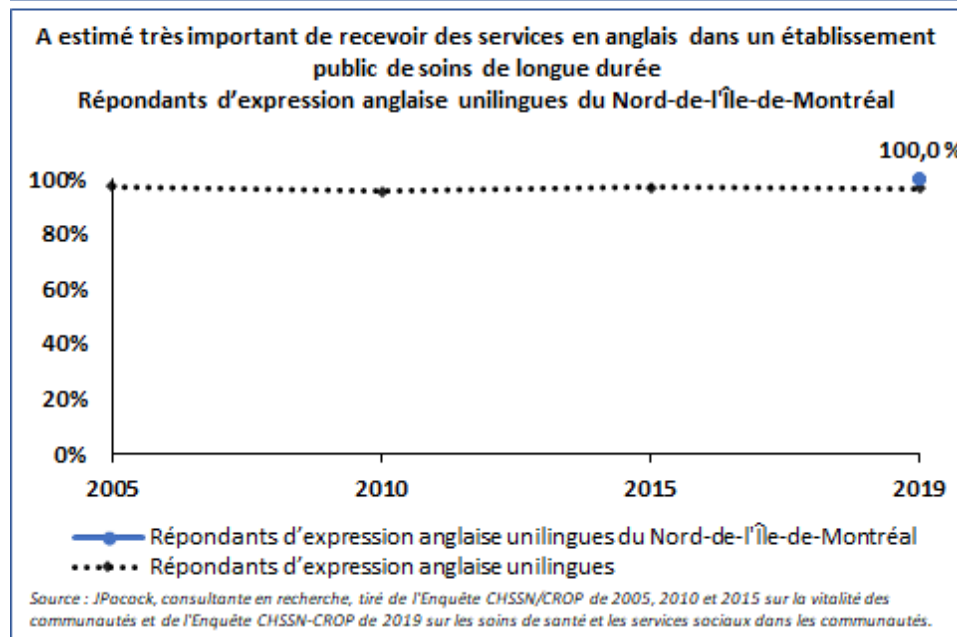 A estimé très important de recevoir des services en anglais dans un établissement
public de soins de longue durée
Répondants d'expression anglaise unilingues du Nord-de-l'Île-de-Montréal
100,0 %
100%
80%
60%
40%
20%
0%
2005 2010 2015 2019
Répondants d'expression anglaise unilingues du Nord-de-l'Île-de-Montréal
Répondants d'expression anglaise unilingues
Source : JPocock, consultante en recherche, tiré de l'Enquête CHSSN/CROP de 2005, 2010 et 2015 sur la vitalité des
communautés et de l'Enquête CHSSN-CROP de 2019 sur les soins de santé et les services sociaux dans les communautés.